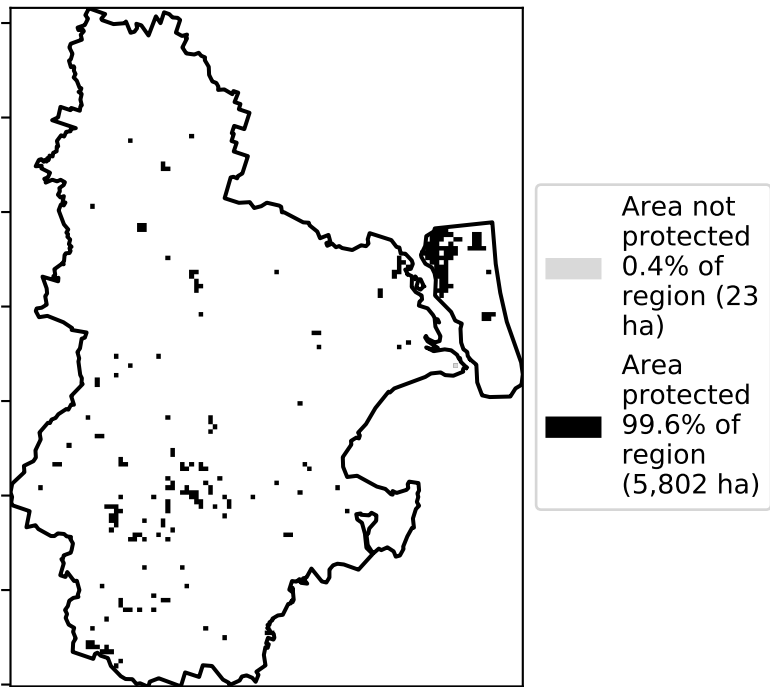 Area not
protected
0.4% of
region (23
ha)
Area
protected
99.6% of
region
(5,802 ha)